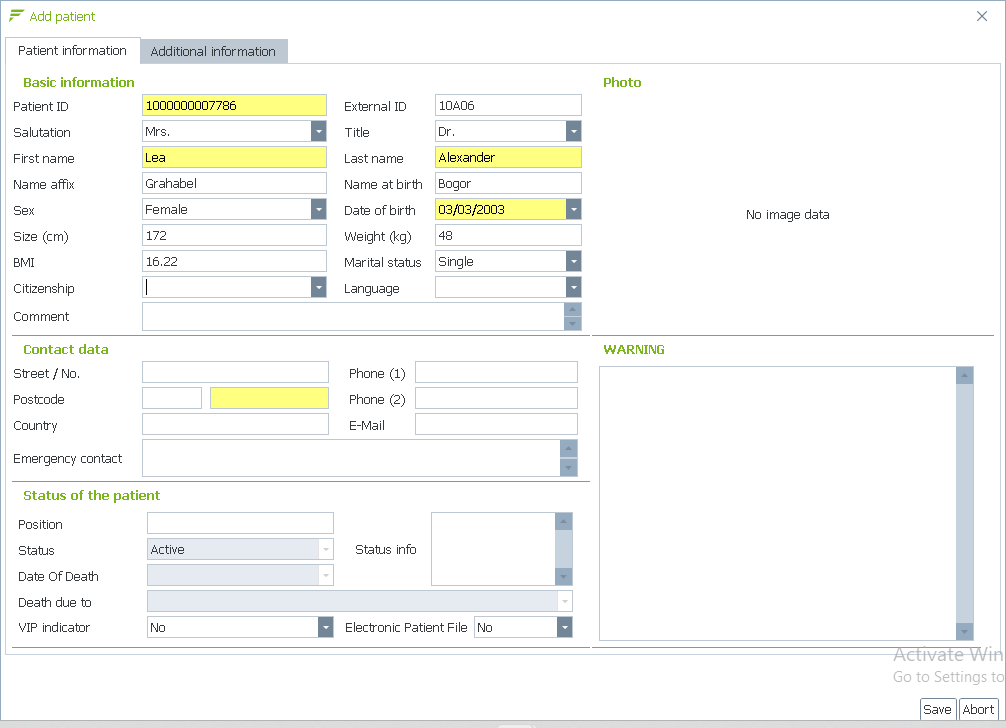 Add patient
Patient information Additional information
Basic information Photo
Patient ID 1000000007786 External ID 10A06
Salutation Mrs. Title Dr.
First name Lea Last name Alexander
Name affix Grahabel Name at birth Bogor
Sex Female Date of birth 03/03/2003
No image data
Size (cm) 172 Weight (kg) 48
BMI 16.22 Marital status Single
Citizenship Language
Comment
Contact data WARNING
Street / No. Phone (1)
Postcode Phone (2)
Country E-Mail
Emergency contact
Status of the patient
Position
Status Active Status info
Date Of Death
Death due to
VIP indicator No Electronic Patient File No
Activate Win
Go to Settings to
Save Abort